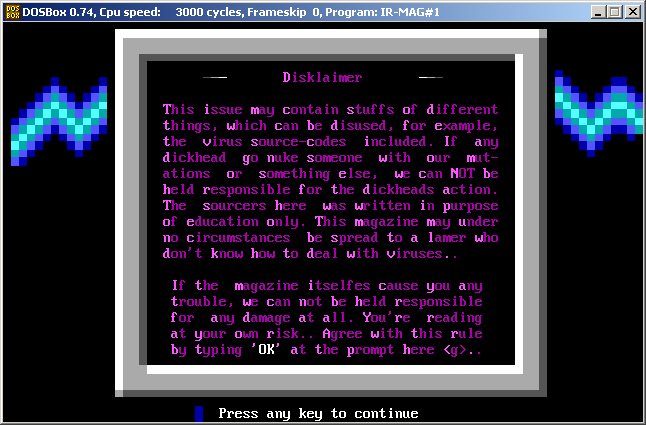 DOSBox 0.74, Cpu speed: 3000 cycles, Frameskip 0, Program: IR-MAG#1
Disklaimer
This issue may contain stuffs of different
things, which can be disused, for example,
the virus source-codes included. If any
dickhead go nuke someone with our mut-
ations or something else, we can NOT be
held responsible for the dickheads action.
The sourcers here was written in purpose
of education only. This magazine may under
no circumstances be spread to a lamer who
don't know how to deal with viruses..
If the magazine itselfes cause you any
trouble, we can not be held responsible
for any damage at all. You're reading
at your own risk.. Agree with this rule
by typing 'OK' at the prompt here <g>..
Press any key to continue